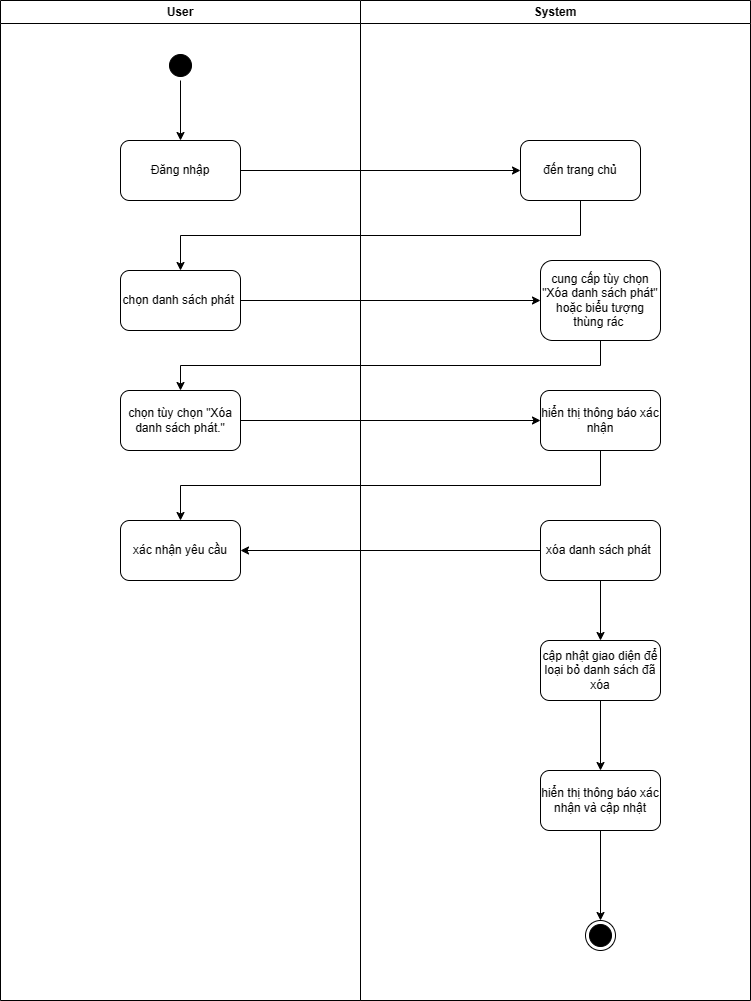 User
System
Đăng nhập
đến trang chủ
chọn danh sách phát
cung cấp tùy chọn
"Xóa danh sách phát"
hoặc biểu tượng
thùng rác
chọn tùy chọn "Xóa
danh sách phát."
hiển thị thông báo xác
nhận
xác nhận yêu cầu
xóa danh sách phát
cập nhật giao diện để
loại bỏ danh sách đã
xóa
hiển thị thông báo xác
nhận và cập nhật